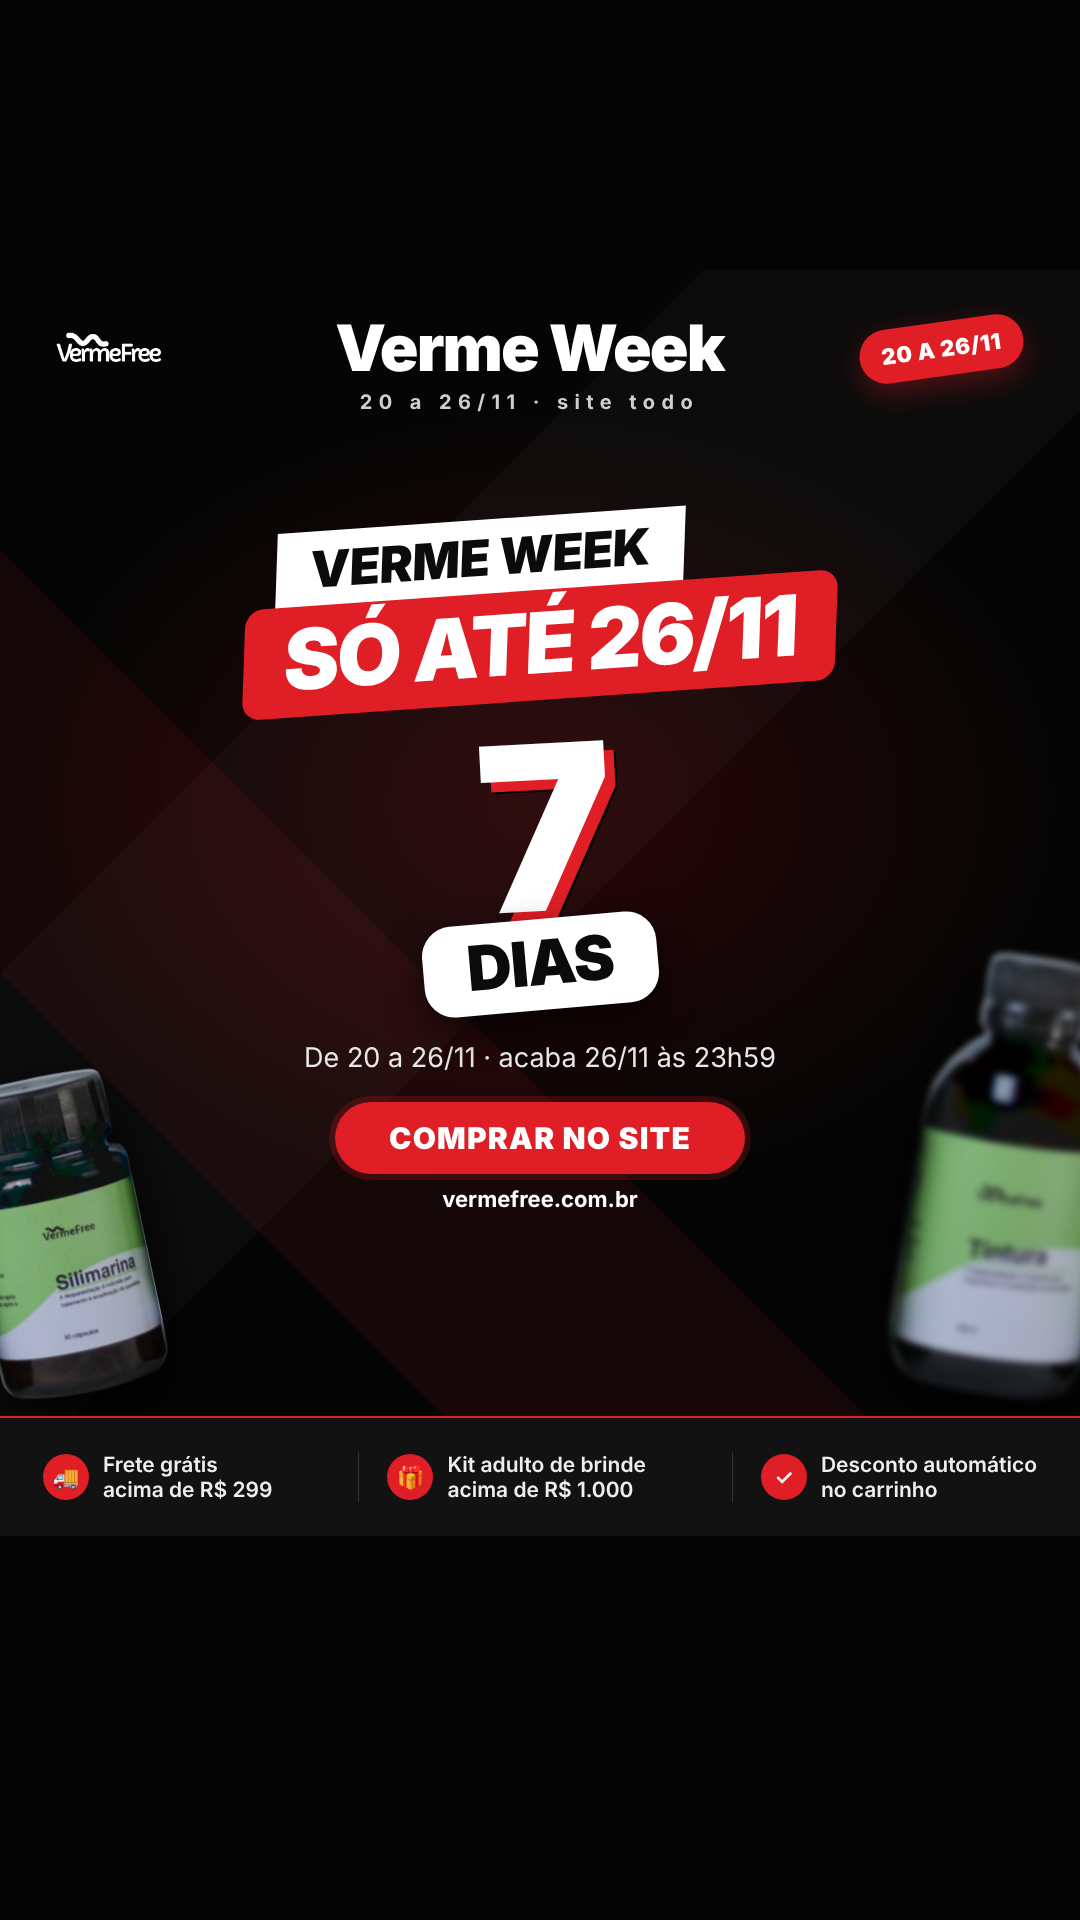 VermeFree
Verme Week
20 a 26/11 · site todo
20 A 26/11
VERME WEEK
SÓ ATÉ 26/11
7
DIAS
De 20 a 26/11 · acaba 26/11 às 23h59
COMPRAR NO SITE
vermefree.com.br
VermeFree
Silimarina
30 cápsulas
Tintura
Frete grátis
acima de R$ 299
Kit adulto de brinde
acima de R$ 1.000
Desconto automático
no carrinho